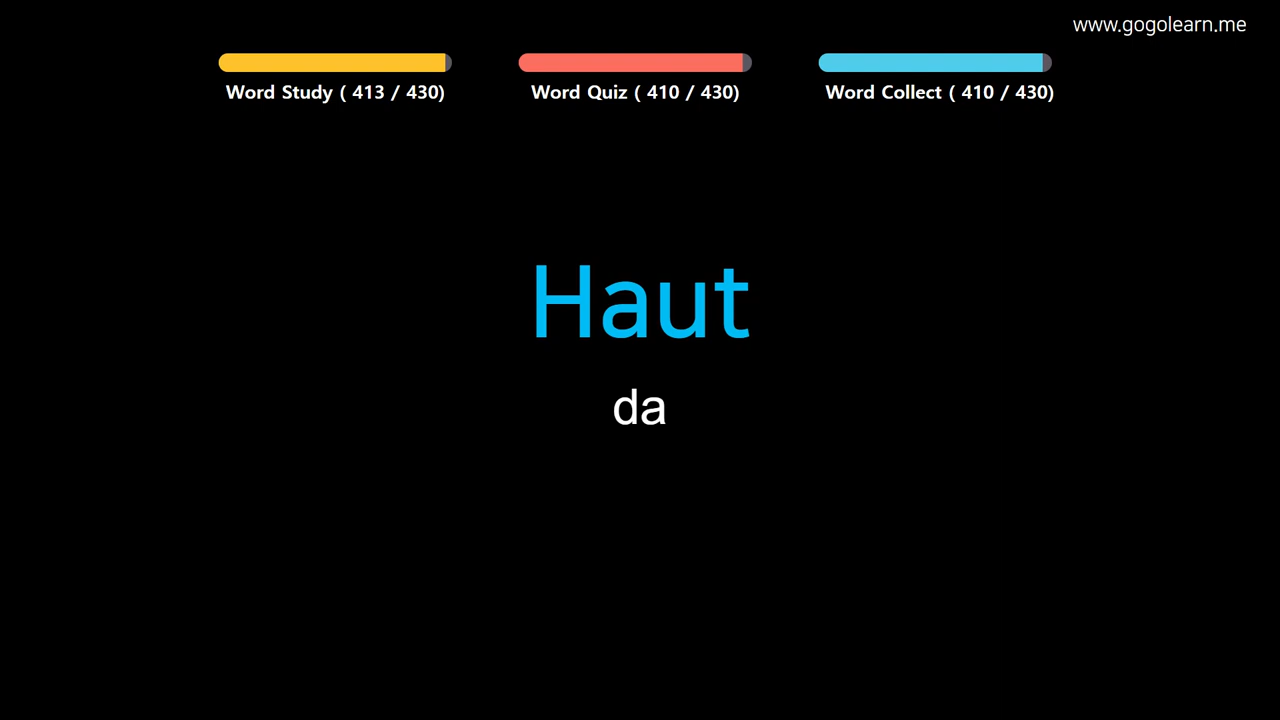 www.gogolearn.me
Word Study ( 413 / 430)
Word Quiz ( 410 / 430)
Word Collect ( 410 / 430)
Haut
da